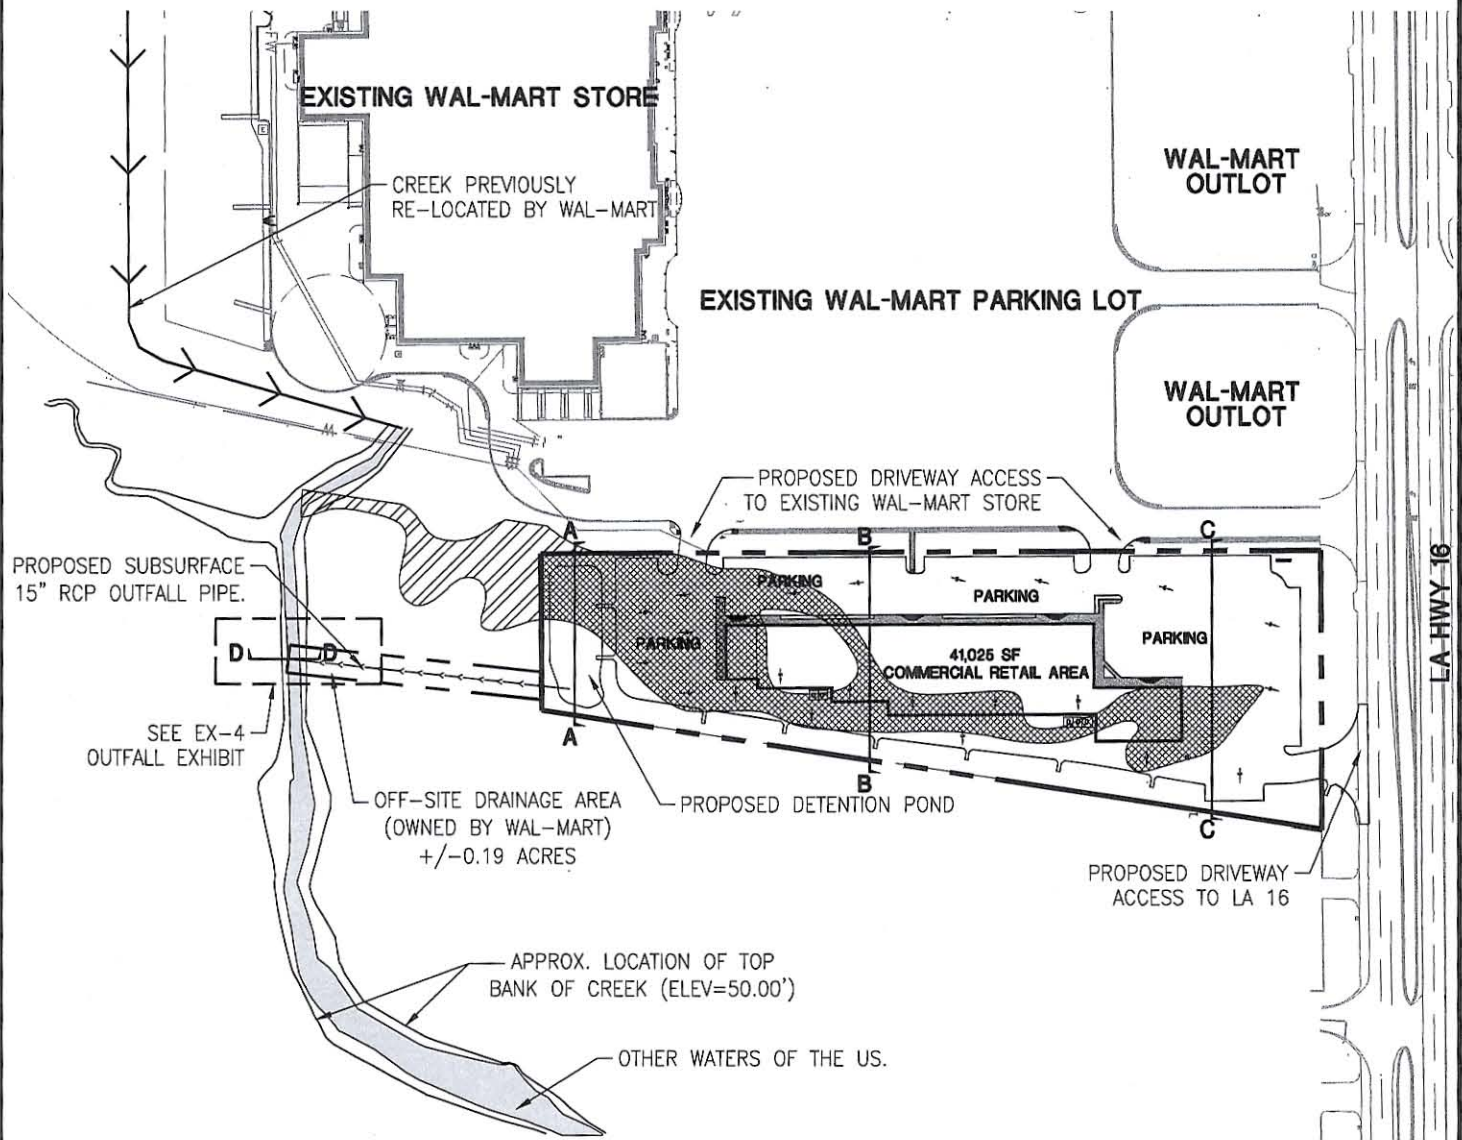 EXISTING WAL-MART STORE
WAL-MART
OUTLOT
CREEK PREVIOUSLY
RE-LOCATED BY WAL-MART
EXISTING WAL-MART PARKING LOT
WAL-MART
OUTLOT
PROPOSED DRIVEWAY ACCESS
TO EXISTING WAL-MART STORE
A
B
C
PROPOSED SUBSURFACE
15" RCP OUTFALL PIPE.
PARKING
PARKING
PARKING
PARKING
LA HWY 16
D
D
41,025 SF
COMMERCIAL RETAIL AREA
SEE EX-4
OUTFALL EXHIBIT
A
B
C
OFF-SITE DRAINAGE AREA
(OWNED BY WAL-MART)
+/-0.19 ACRES
PROPOSED DETENTION POND
PROPOSED DRIVEWAY
ACCESS TO LA 16
APPROX. LOCATION OF TOP
BANK OF CREEK (ELEV=50.00')
OTHER WATERS OF THE US.